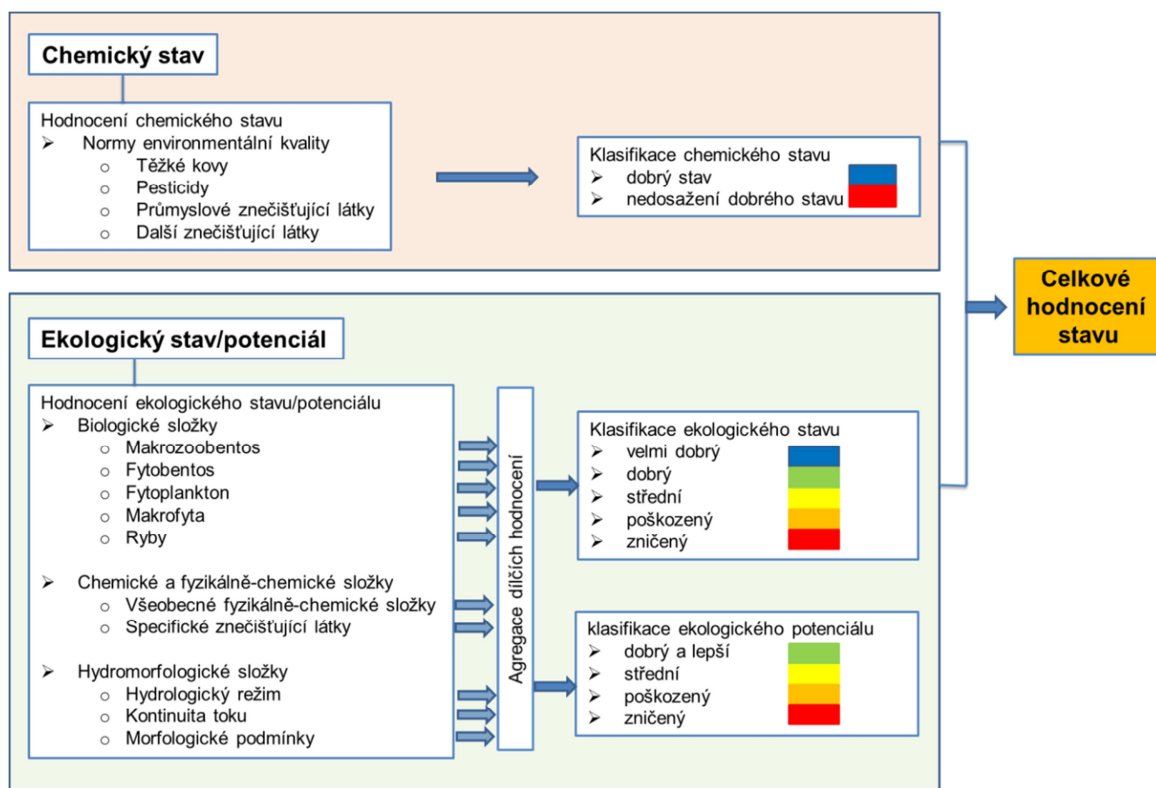 Chemický stav
Hodnocení chemického stavu
➢ Normy environmentální kvality
o Těžké kovy
o Pesticidy
o Průmyslové znečišťující látky
o Další znečišťující látky
Klasifikace chemického stavu
➢ dobrý stav
➢ nedosažení dobrého stavu
Ekologický stav/potenciál
Hodnocení ekologického stavu/potenciálu
➢ Biologické složky
o Makrozoobentos
o Fytobentos
o Fytoplankton
o Makrofyta
o Ryby
➢ Chemické a fyzikálně-chemické složky
o Všeobecné fyzikálně-chemické složky
o Specifické znečišťující látky
➢ Hydromorfologické složky
o Hydrologický režim
o Kontinuita toku
o Morfologické podmínky
Agregace dílčích hodnocení
Klasifikace ekologického stavu
➢ velmi dobrý
➢ dobrý
➢ střední
➢ poškozený
➢ zničený
klasifikace ekologického potenciálu
➢ dobrý a lepší
➢ střední
➢ poškozený
➢ zničený
Celkové
hodnocení
stavu